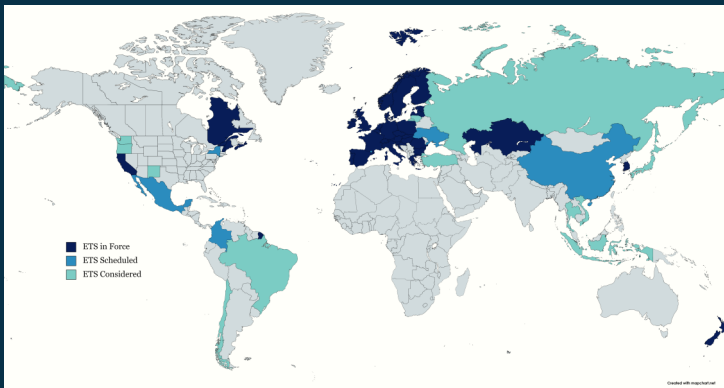 ETS in Force
ETS Scheduled
ETS Considered
Created with mapchart.net